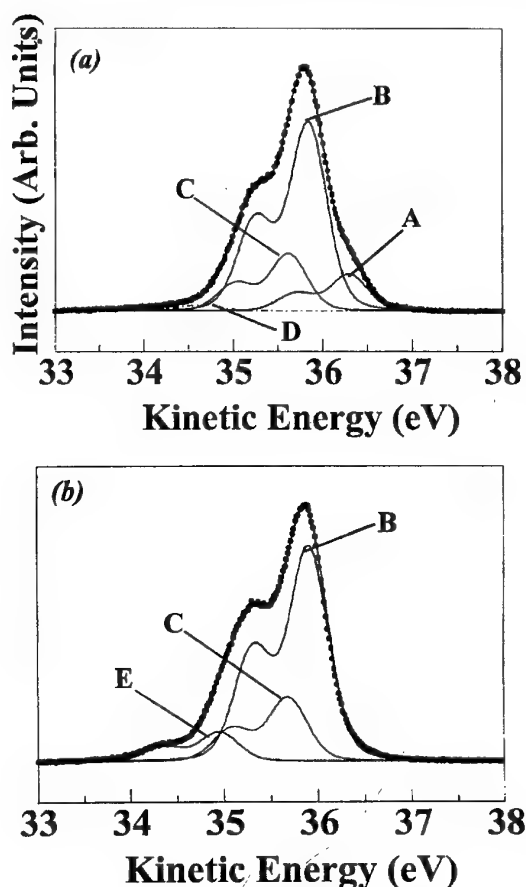 (a)
B
C
A
D
Intensity (Arb. Units)
33 34 35 36 37 38
Kinetic Energy (eV)
(b)
B
C
E
33 34 35 36 37 38
Kinetic Energy (eV)